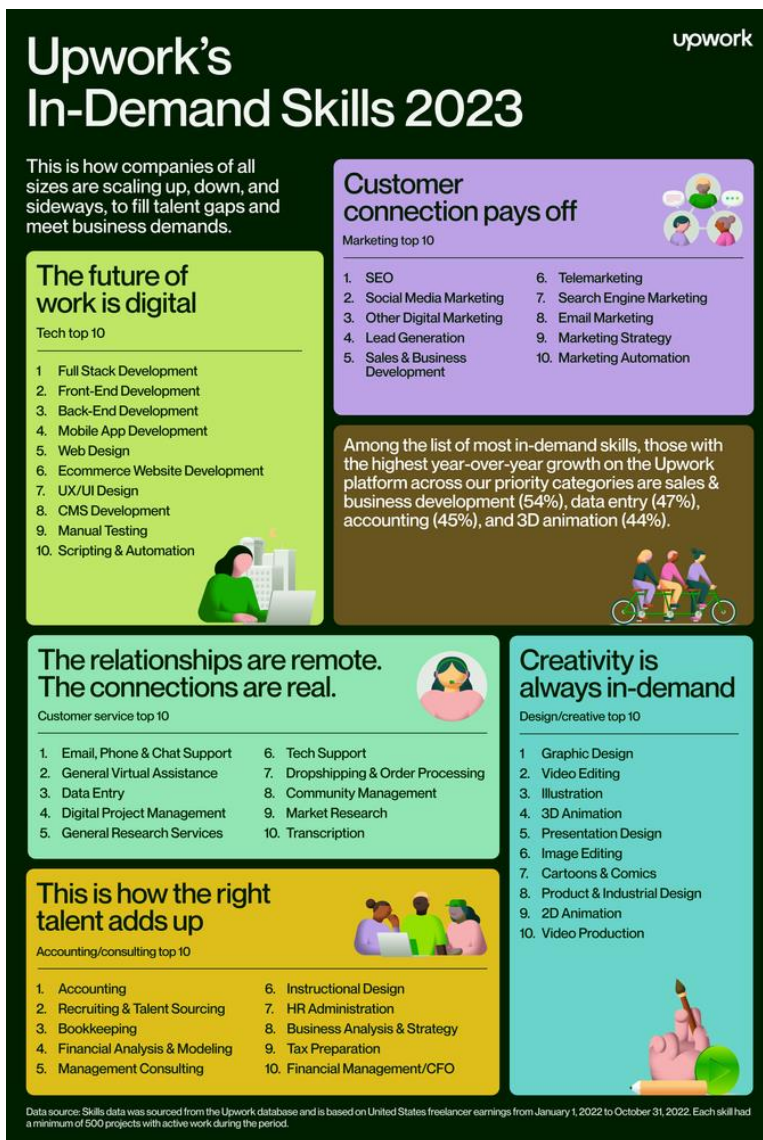 upwork
Upwork's
In-Demand Skills 2023
This is how companies of all
sizes are scaling up, down, and
sideways, to fill talent gaps and
meet business demands.
The future of
work is digital
Tech top 10
1 Full Stack Development
2. Front-End Development
3. Back-End Development
4. Mobile App Development
5. Web Design
6. Ecommerce Website Development
7. UX/UI Design
8. CMS Development
9. Manual Testing
10. Scripting & Automation
Customer
connection pays off
Marketing top 10
1. SEO
2. Social Media Marketing
3. Other Digital Marketing
4. Lead Generation
5. Sales & Business
Development
6. Telemarketing
7. Search Engine Marketing
8. Email Marketing
9. Marketing Strategy
10. Marketing Automation
Among the list of most in-demand skills, those with
the highest year-over-year growth on the Upwork
platform across our priority categories are sales &
business development (54%), data entry (47%),
accounting (45%), and 3D animation (44%).
The relationships are remote.
The connections are real.
Customer service top 10
1. Email, Phone & Chat Support
2. General Virtual Assistance
3. Data Entry
4. Digital Project Management
5. General Research Services
6. Tech Support
7. Dropshipping & Order Processing
8. Community Management
9. Market Research
10. Transcription
Creativity is
always in-demand
Design/creative top 10
1 Graphic Design
2. Video Editing
3. Illustration
4. 3D Animation
5. Presentation Design
6. Image Editing
7. Cartoons & Comics
8. Product & Industrial Design
9. 2D Animation
10. Video Production
This is how the right
talent adds up
Accounting/consulting top 10
1. Accounting
2. Recruiting & Talent Sourcing
3. Bookkeeping
4. Financial Analysis & Modeling
5. Management Consulting
6. Instructional Design
7. HR Administration
8. Business Analysis & Strategy
9. Tax Preparation
10. Financial Management/CFO
Data source: Skills data was sourced from the Upwork database and is based on United States freelancer earnings from January 1, 2022 to October 31, 2022. Each skill had
a minimum of 500 projects with active work during the period.